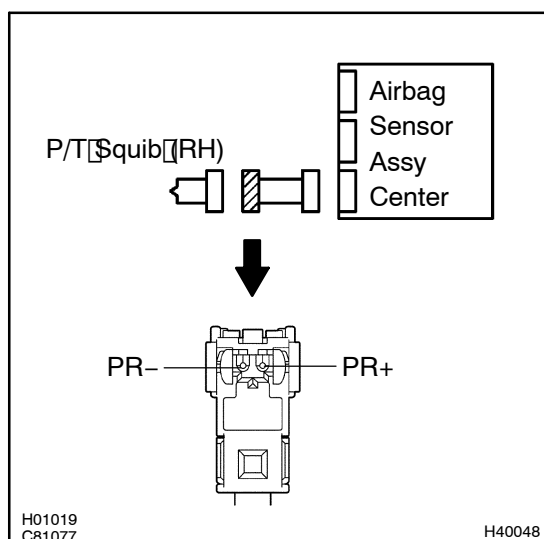 Airbag
Sensor
Assy
Center
P/T Squib (RH)
PR−
PR+
H01019
C81077
H40048